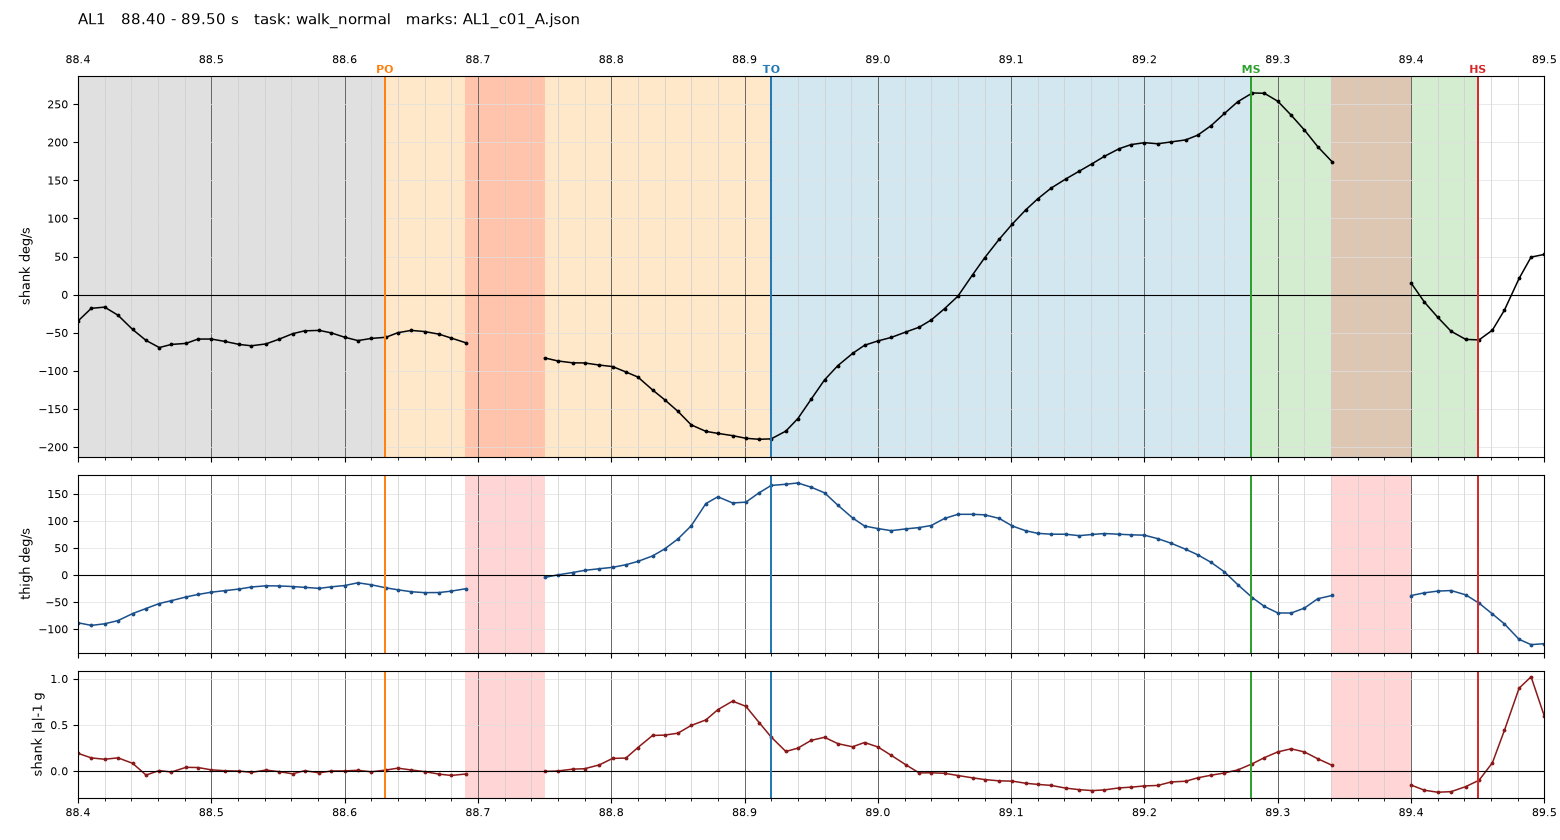 AL1   88.40 - 89.50 s   task: walk_normal   marks: AL1_c01_A.json
88.4 88.5 88.6 88.7 88.8 88.9 89.0 89.1 89.2 89.3 89.4 89.5
PO TO MS HS
shank deg/s
250
200
150
100
50
0
−50
−100
−150
−200
thigh deg/s
150
100
50
0
−50
−100
shank |a|-1 g
1.0
0.5
0.0
88.4 88.5 88.6 88.7 88.8 88.9 89.0 89.1 89.2 89.3 89.4 89.5